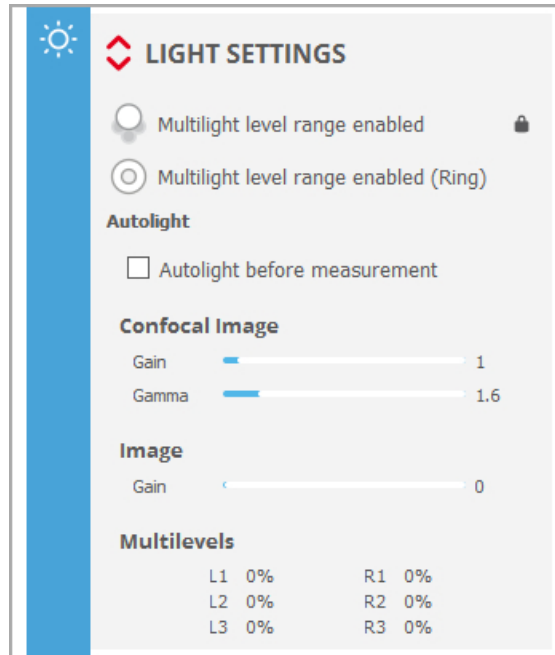 LIGHT SETTINGS
Multilight level range enabled
Multilight level range enabled (Ring)
Autolight
Autolight before measurement
Confocal Image
Gain 1
Gamma 1.6
Image
Gain 0
Multilevels
L1 0% R1 0%
L2 0% R2 0%
L3 0% R3 0%